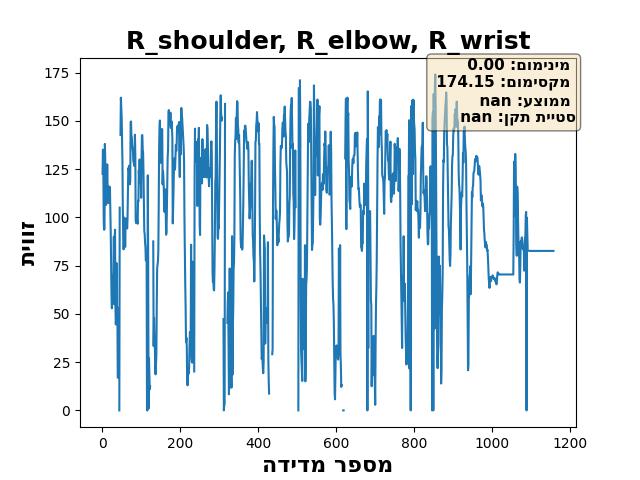 R_shoulder, R_elbow, R_wrist
מינימום: 0.00
מקסימום: 174.15
ממוצע: nan
סטיית תקן: nan
175
150
125
100
75
50
25
0
זווית
0 200 400 600 800 1000 1200
מספר מדידה